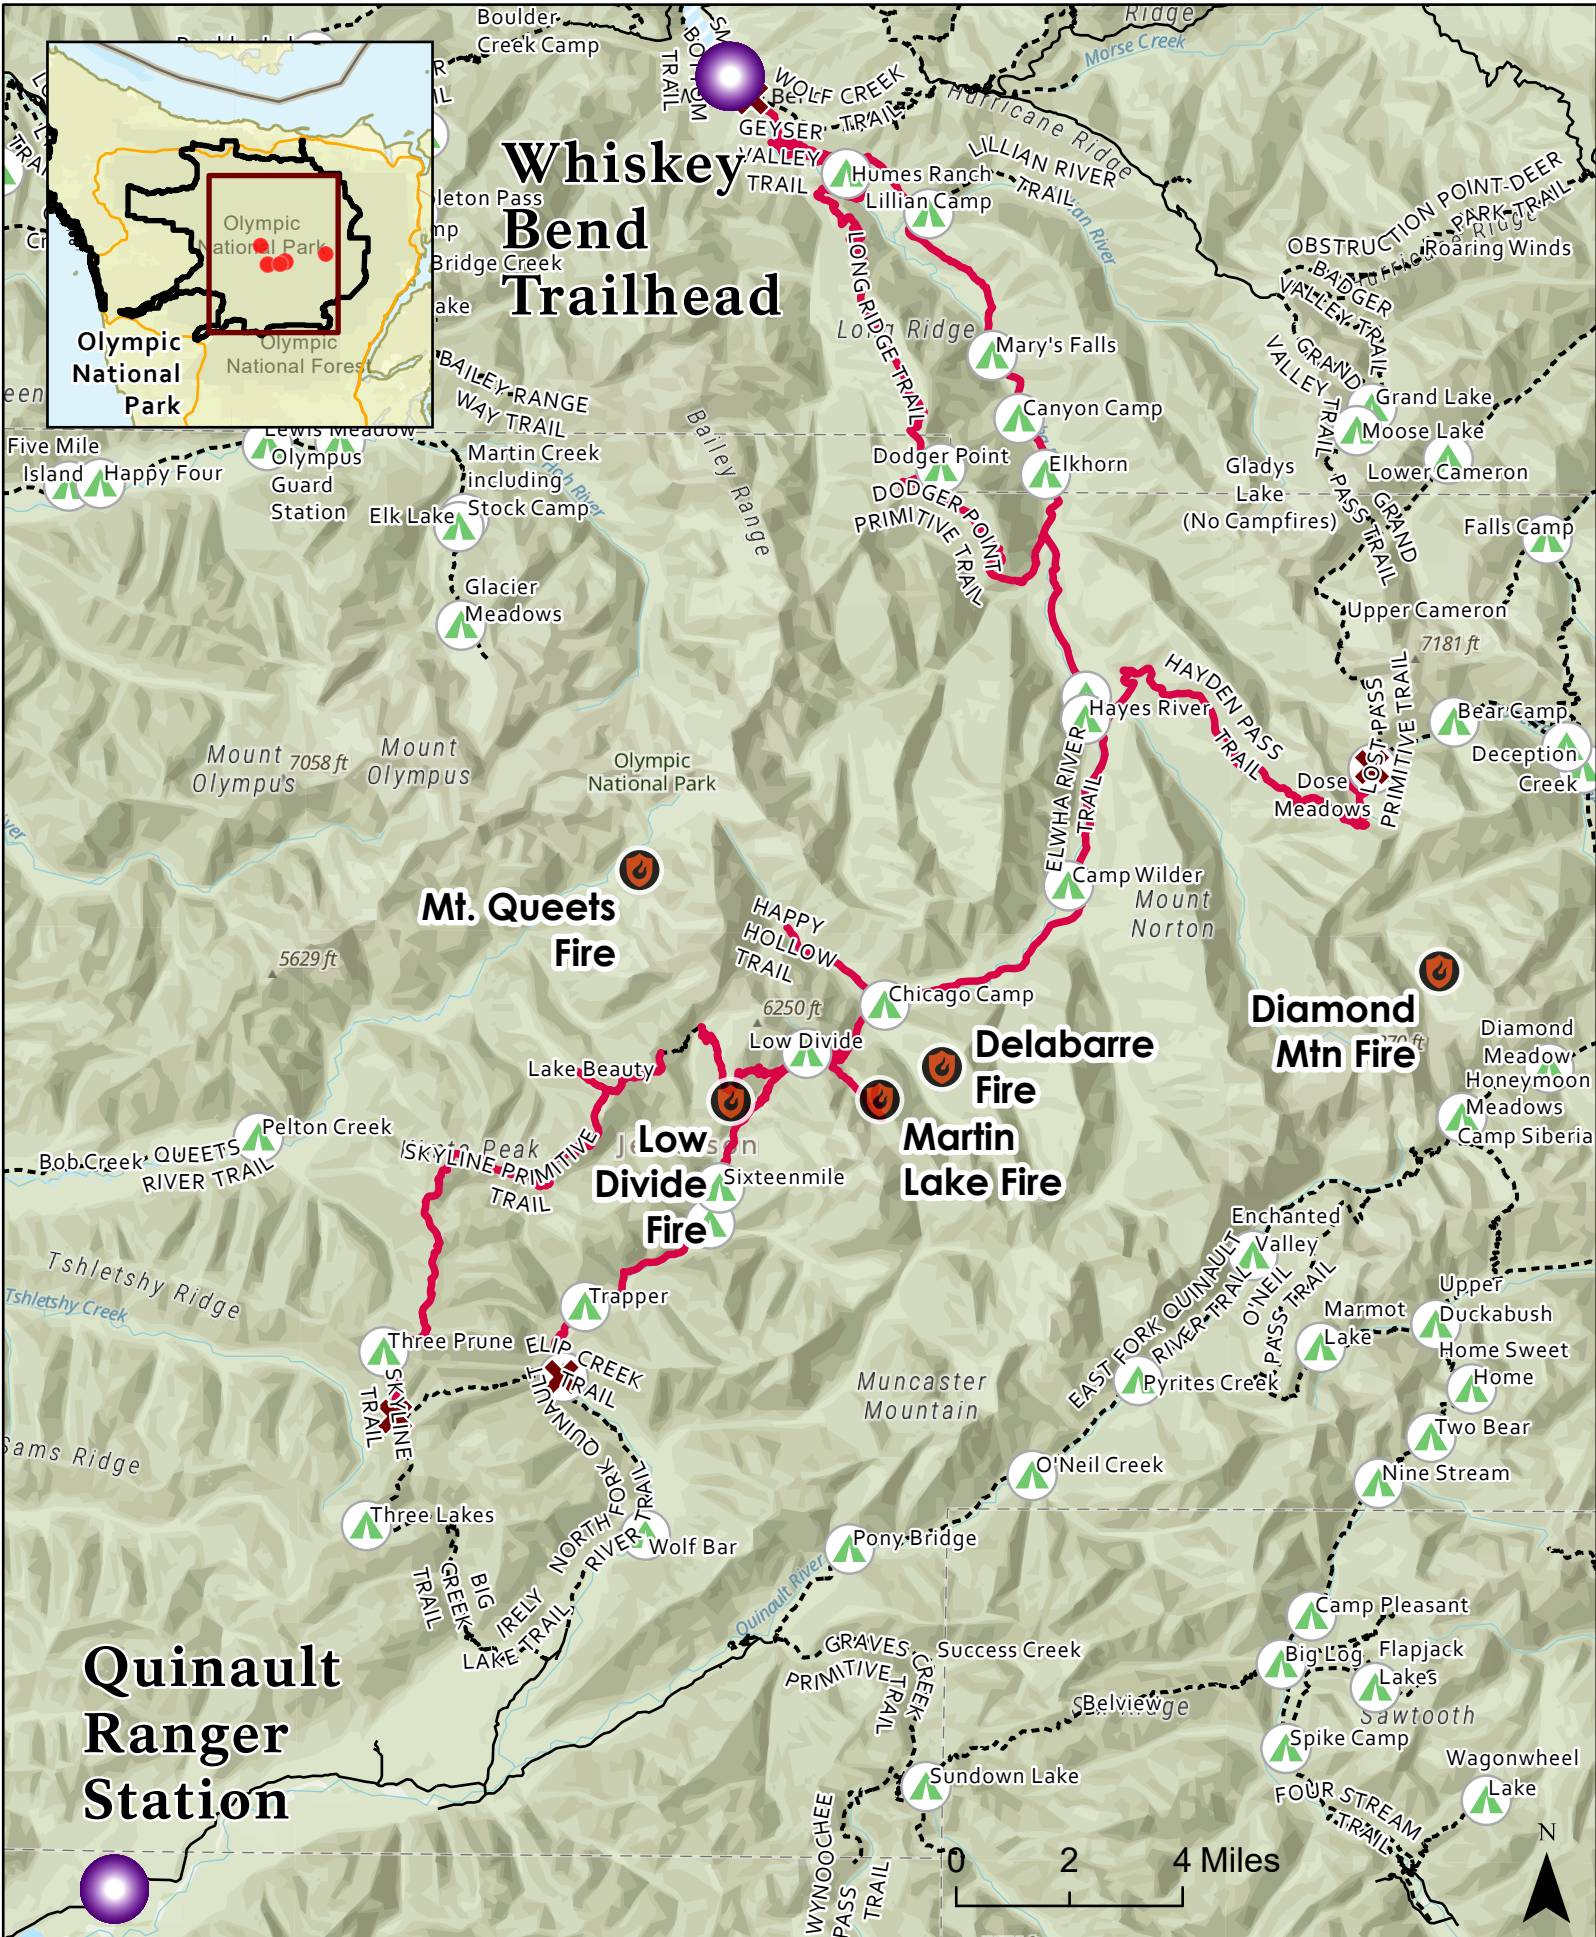 Boulder
Creek Camp
Ridge
Morse Creek
TRAIL
WOLF CREEK
TRAIL
Hurricane Ridge
GEYSER
VALLEY
TRAIL
Whiskey
Bend
Trailhead
Humes Ranch
Lillian Camp
LILLIAN RIVER
TRAIL
OBSTRUCTION POINT-DEER
PARK TRAIL
Roaring Winds
BADGER
VALLEY TRAIL
Olympic
National Park
Olympic
National Forest
Olympic
National
Park
Bridge Creek
LONG RIDGE TRAIL
Long Ridge
Mary's Falls
Canyon Camp
GRAND
VALLEY TRAIL
Grand Lake
Moose Lake
Lower Cameron
BAILEY RANGE
WAY TRAIL
Bailey Range
Five Mile
Island
Happy Four
Lewis Meadow
Olympus
Guard
Station
Martin Creek
including
Stock Camp
Elk Lake
Glacier
Meadows
Dodger Point
Elkhorn
DODGER POINT
PRIMITIVE TRAIL
Gladys
Lake
(No Campfires)
GRAND
PASS TRAIL
Falls Camp
Upper Cameron
7181 ft
HAYDEN PASS
TRAIL
Hayes River
LOST PASS
PRIMITIVE TRAIL
Bear Camp
Deception
Creek
Dose
Meadows
Mount
Olympus
7058 ft
Mount
Olympus
Olympic
National Park
ELWHA RIVER
TRAIL
Camp Wilder
Mount
Norton
Mt. Queets
Fire
5629 ft
HAPPY
HOLLOW
TRAIL
Chicago Camp
6250 ft
Low Divide
Delabarre
Fire
Diamond
Mtn Fire
Diamond
Meadow
Honeymoon
Meadows
Camp Siberia
Lake Beauty
Low
Divide
Fire
Martin
Lake Fire
Pelton Creek
Bob Creek
QUEETS
RIVER TRAIL
SKYLINE PRIMITIVE
TRAIL
Sixteenmile
Enchanted
Valley
EAST FORK QUINAULT
RIVER TRAIL
O'NEIL
PASS TRAIL
Tshletshy Ridge
Tshletshy Creek
Trapper
Three Prune
ELIP CREEK
TRAIL
SKYLINE
TRAIL
Marmot
Lake
Upper
Duckabush
Home Sweet
Home
Pyrites Creek
Muncaster
Mountain
Two Bear
Sams Ridge
O'Neil Creek
Nine Stream
Three Lakes
NORTH FORK QUINAULT
RIVER TRAIL
Wolf Bar
Pony Bridge
Quinault River
BIG
CREEK
TRAIL
IRELY
LAKE TRAIL
Camp Pleasant
GRAVES CREEK
PRIMITIVE TRAIL
Success Creek
Big Log
Flapjack
Lakes
Belview
Sawtooth
Quinault
Ranger
Station
Spike Camp
Wagonwheel
Lake
Sundown Lake
FOUR STREAM
TRAIL
WYNOOCHEE
PASS
TRAIL
0 2 4 Miles
N